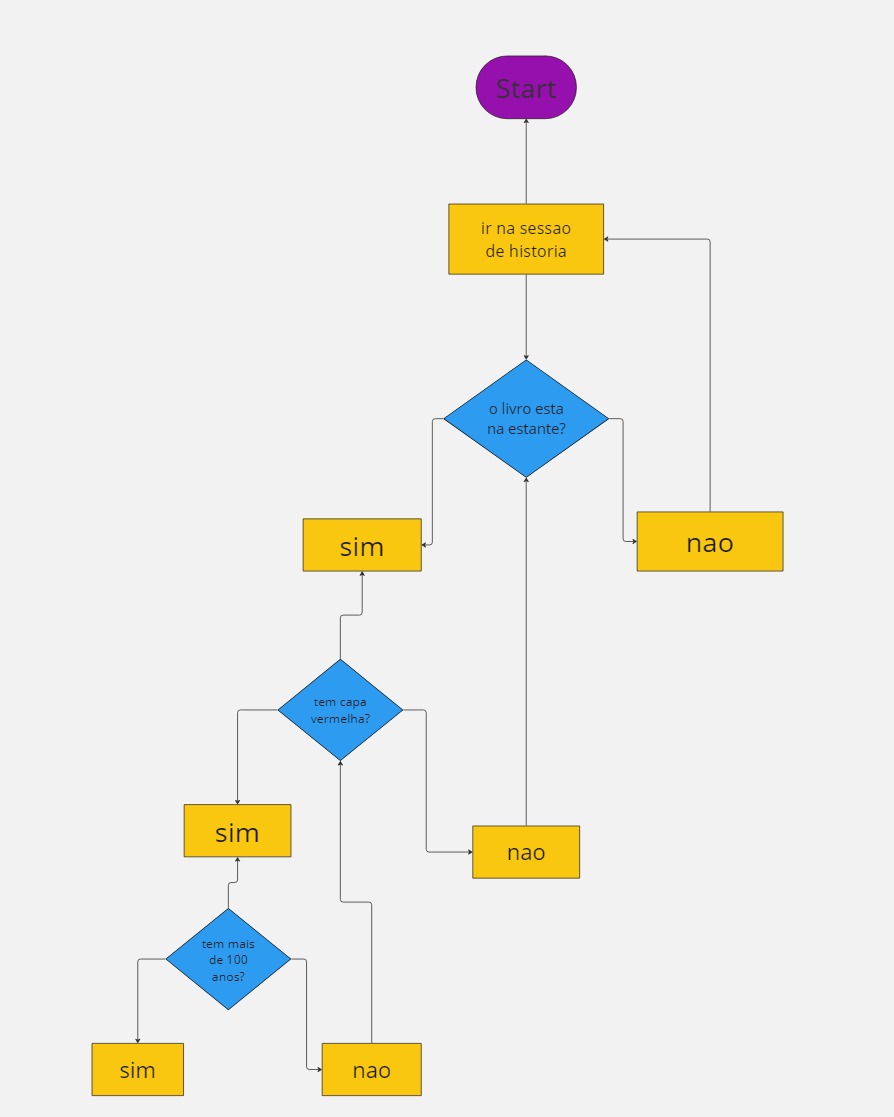 Start
ir na sessao
de historia
o livro esta
na estante?
sim
nao
tem capa
vermelha?
sim
nao
tem mais
de 100
anos?
sim
nao